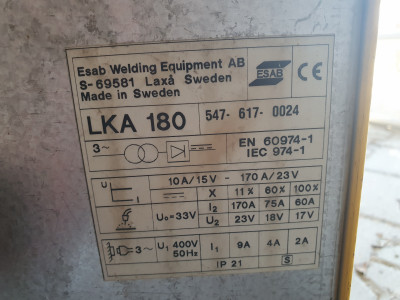 Esab Welding Equipment AB
S-69581 Laxå Sweden
Made in Sweden
ESAB
CE
LKA 180
547-617-0024
3~
EN 60974-1
IEC 974-1
10A/15V - 170A/23V
U
I
X 11% 60% 100%
I2 170A 75A 60A
U0=33V
U2 23V 18V 17V
3~ U1 400V 50Hz I1 9A 4A 2A
IP 21 S